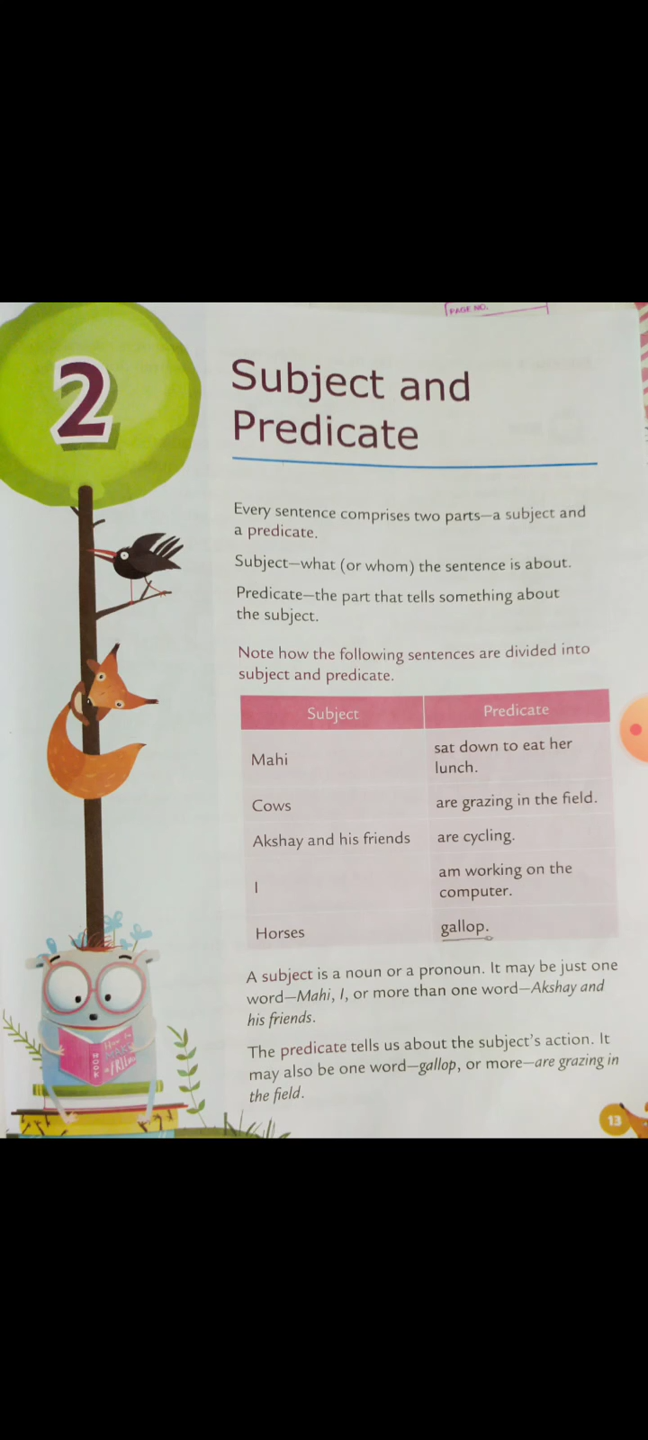 PAGE NO.
2
Subject and
Predicate
Every sentence comprises two parts—a subject and
a predicate.
Subject—what (or whom) the sentence is about.
Predicate—the part that tells something about
the subject.
Note how the following sentences are divided into
subject and predicate.
Subject Predicate
Mahi sat down to eat her
lunch.
Cows are grazing in the field.
Akshay and his friends are cycling.
I am working on the
computer.
Horses gallop.
A subject is a noun or a pronoun. It may be just one
word—Mahi, I, or more than one word—Akshay and
his friends.
The predicate tells us about the subject's action. It
may also be one word—gallop, or more—are grazing in
the field.
13